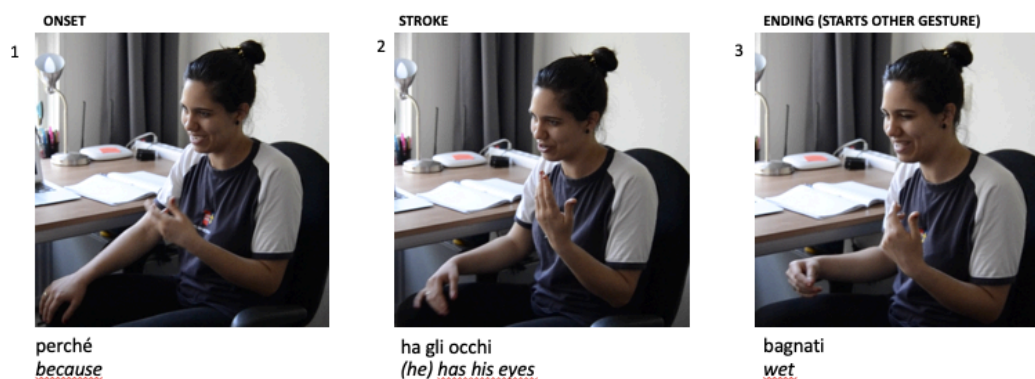 ONSET
STROKE
ENDING (STARTS OTHER GESTURE)
1
2
3
perché
because
ha gli occhi
(he) has his eyes
bagnati
wet